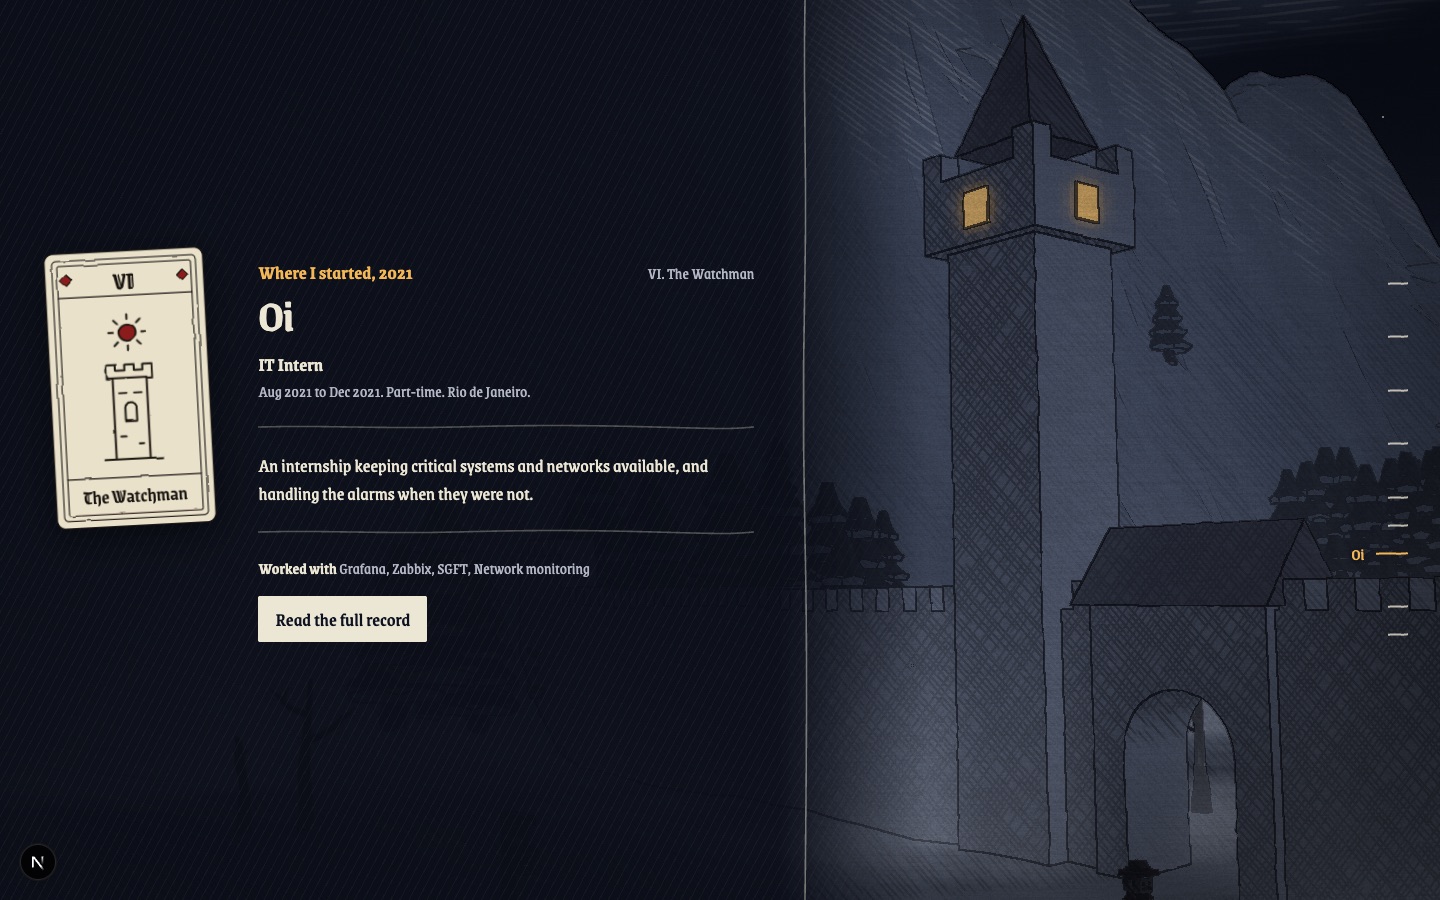 VI
The Watchman
Where I started, 2021
VI. The Watchman
Oi
IT Intern
Aug 2021 to Dec 2021. Part-time. Rio de Janeiro.
An internship keeping critical systems and networks available, and
handling the alarms when they were not.
Worked with Grafana, Zabbix, SGFT, Network monitoring
Read the full record
Oi
N